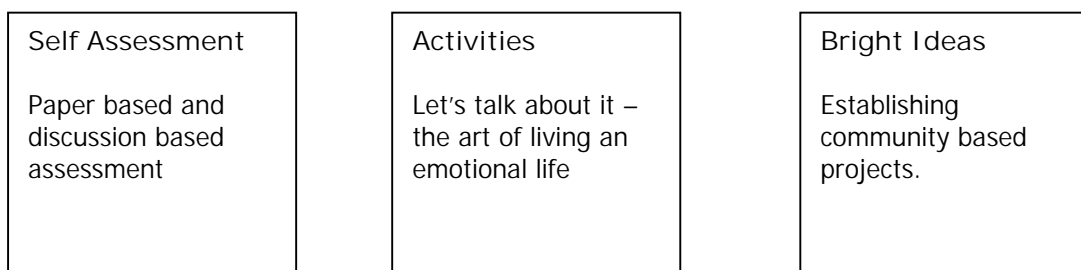 Self Assessment
Paper based and
discussion based
assessment
Activities
Let's talk about it –
the art of living an
emotional life
Bright Ideas
Establishing
community based
projects.